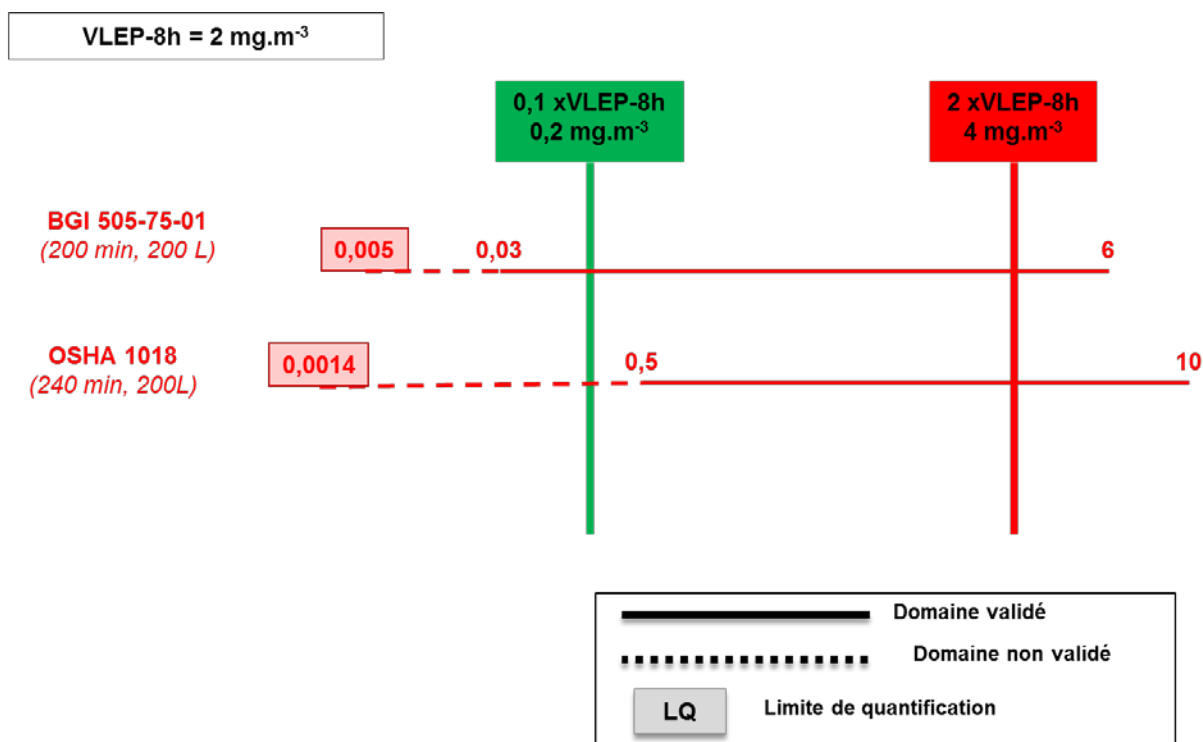 VLEP-8h = 2 mg.m⁻³
0,1 xVLEP-8h
0,2 mg.m⁻³
2 xVLEP-8h
4 mg.m⁻³
BGI 505-75-01
(200 min, 200 L)
0,005
0,03
6
OSHA 1018
(240 min, 200L)
0,0014
0,5
10
Domaine validé
Domaine non validé
LQ
Limite de quantification